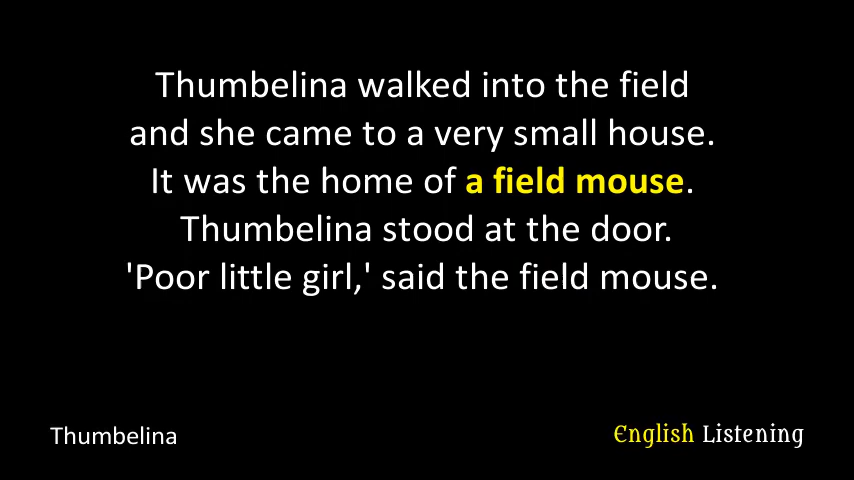 Thumbelina walked into the field
and she came to a very small house.
It was the home of a field mouse.
Thumbelina stood at the door.
'Poor little girl,' said the field mouse.
Thumbelina
English Listening